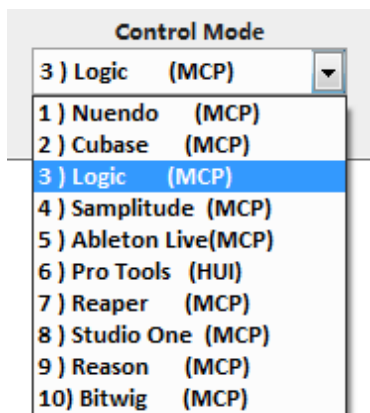 Control Mode
3 ) Logic (MCP)
1 ) Nuendo (MCP)
2 ) Cubase (MCP)
3 ) Logic (MCP)
4 ) Samplitude (MCP)
5 ) Ableton Live(MCP)
6 ) Pro Tools (HUI)
7 ) Reaper (MCP)
8 ) Studio One (MCP)
9 ) Reason (MCP)
10) Bitwig (MCP)